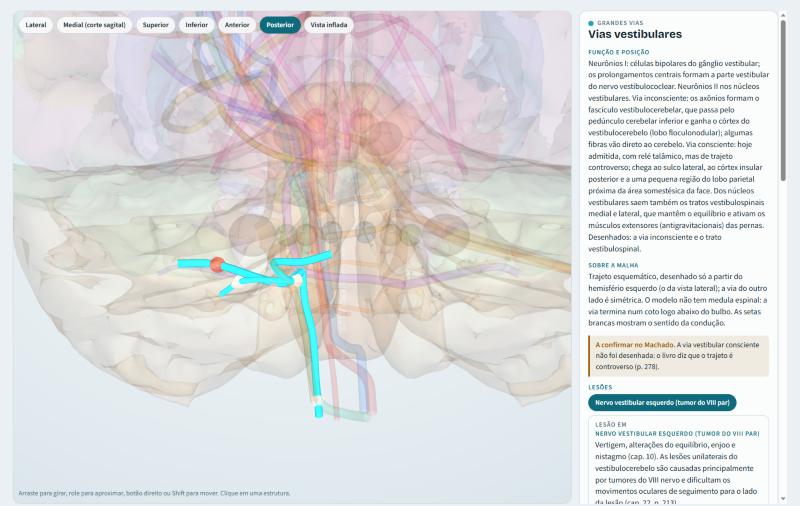 Lateral
Medial (corte sagital)
Superior
Inferior
Anterior
Posterior
Vista inflada
Arraste para girar, role para aproximar, botão direito ou Shift para mover. Clique em uma estrutura.
GRANDES VIAS
Vias vestibulares
FUNÇÃO E POSIÇÃO
Neurônios I: células bipolares do gânglio vestibular;
os prolongamentos centrais formam a parte vestibular
do nervo vestibulococlear. Neurônios II nos núcleos
vestibulares. Via inconsciente: os axônios formam o
fascículo vestibulocerebelar, que passa pelo
pedúnculo cerebelar inferior e ganha o córtex do
vestibulocerebelo (lobo floculonodular); algumas
fibras vão direto ao cerebelo. Via consciente: hoje
admitida, com relé talâmico, mas de trajeto
controverso; chega ao sulco lateral, ao córtex insular
posterior e a uma pequena região do lobo parietal
próxima da área somestésica da face. Dos núcleos
vestibulares saem também os tratos vestibulospinais
medial e lateral, que mantêm o equilíbrio e ativam os
músculos extensores (antigravitacionais) das pernas.
Desenhados: a via inconsciente e o trato
vestibulospinal.
SOBRE A MALHA
Trajeto esquemático, desenhado só a partir do
hemisfério esquerdo (o da vista lateral); a via do outro
lado é simétrica. O modelo não tem medula espinal: a
via termina num coto logo abaixo do bulbo. As setas
brancas mostram o sentido da condução.
A confirmar no Machado. A via vestibular consciente
não foi desenhada: o livro diz que o trajeto é
controverso (p. 278).
LESÕES
Nervo vestibular esquerdo (tumor do VIII par)
LESÃO EM
NERVO VESTIBULAR ESQUERDO (TUMOR DO VIII PAR)
Vertigem, alterações do equilíbrio, enjoo e
nistagmo (cap. 10). As lesões unilaterais do
vestibulocerebelo são causadas principalmente
por tumores do VIII nervo e dificultam os
movimentos oculares de seguimento para o lado
da lesão (cap. 22, p. 213).